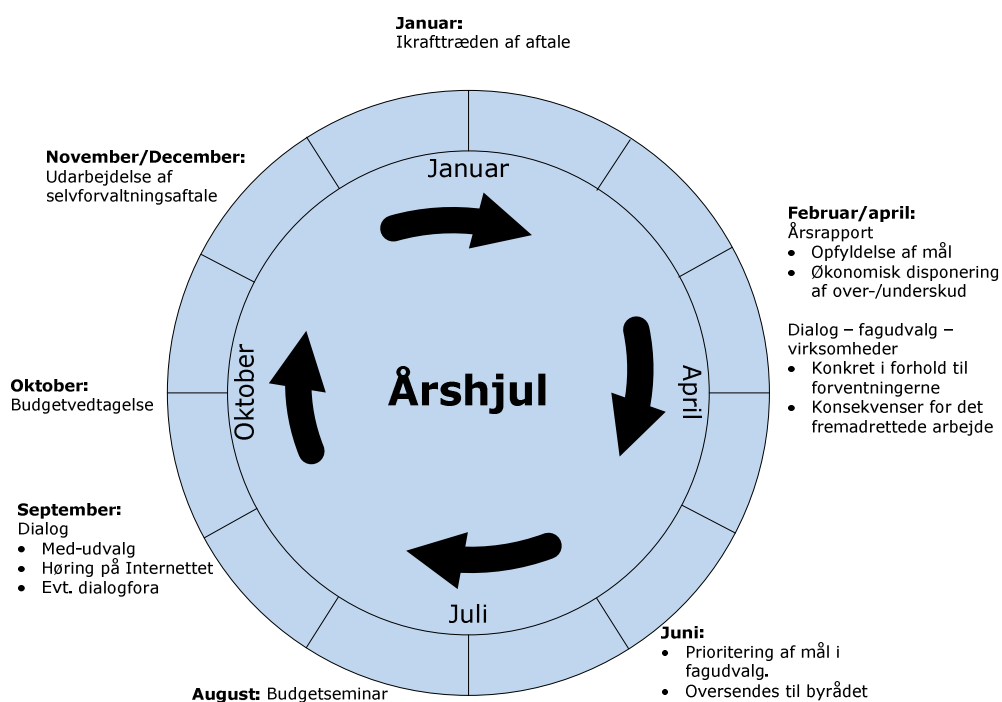 Januar:
Ikrafttræden af aftale
November/December:
Udarbejdelse af
selvforvaltningsaftale
Januar
Februar/april:
Årsrapport
• Opfyldelse af mål
• Økonomisk disponering
af over-/underskud
Dialog – fagudvalg –
virksomheder
• Konkret i forhold til
forventningerne
• Konsekvenser for det
fremadrettede arbejde
April
Årshjul
Oktober
Oktober:
Budgetvedtagelse
September:
Dialog
• Med-udvalg
• Høring på Internettet
• Evt. dialogfora
Juli
Juni:
• Prioritering af mål i
fagudvalg.
• Oversendes til byrådet
August: Budgetseminar